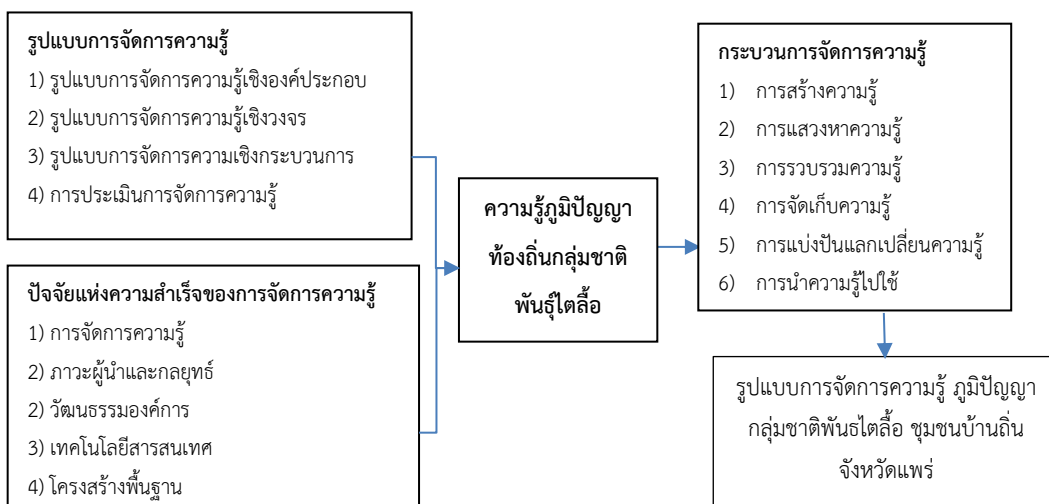 รูปแบบการจัดการความรู้
1) รูปแบบการจัดการความรู้เชิงองค์ประกอบ
2) รูปแบบการจัดการความรู้เชิงวงจร
3) รูปแบบการจัดการความเชิงกระบวนการ
4) การประเมินการจัดการความรู้
ปัจจัยแห่งความสำเร็จของการจัดการความรู้
1) การจัดการความรู้
2) ภาวะผู้นำและกลยุทธ์
2) วัฒนธรรมองค์การ
3) เทคโนโลยีสารสนเทศ
4) โครงสร้างพื้นฐาน
ความรู้ภูมิปัญญา
ท้องถิ่นกลุ่มชาติ
พันธุ์ไตลื้อ
กระบวนการจัดการความรู้
1) การสร้างความรู้
2) การแสวงหาความรู้
3) การรวบรวมความรู้
4) การจัดเก็บความรู้
5) การแบ่งปันแลกเปลี่ยนความรู้
6) การนำความรู้ไปใช้
รูปแบบการจัดการความรู้ ภูมิปัญญา
กลุ่มชาติพันธไตลื้อ ชุมชนบ้านถิ่น
จังหวัดแพร่